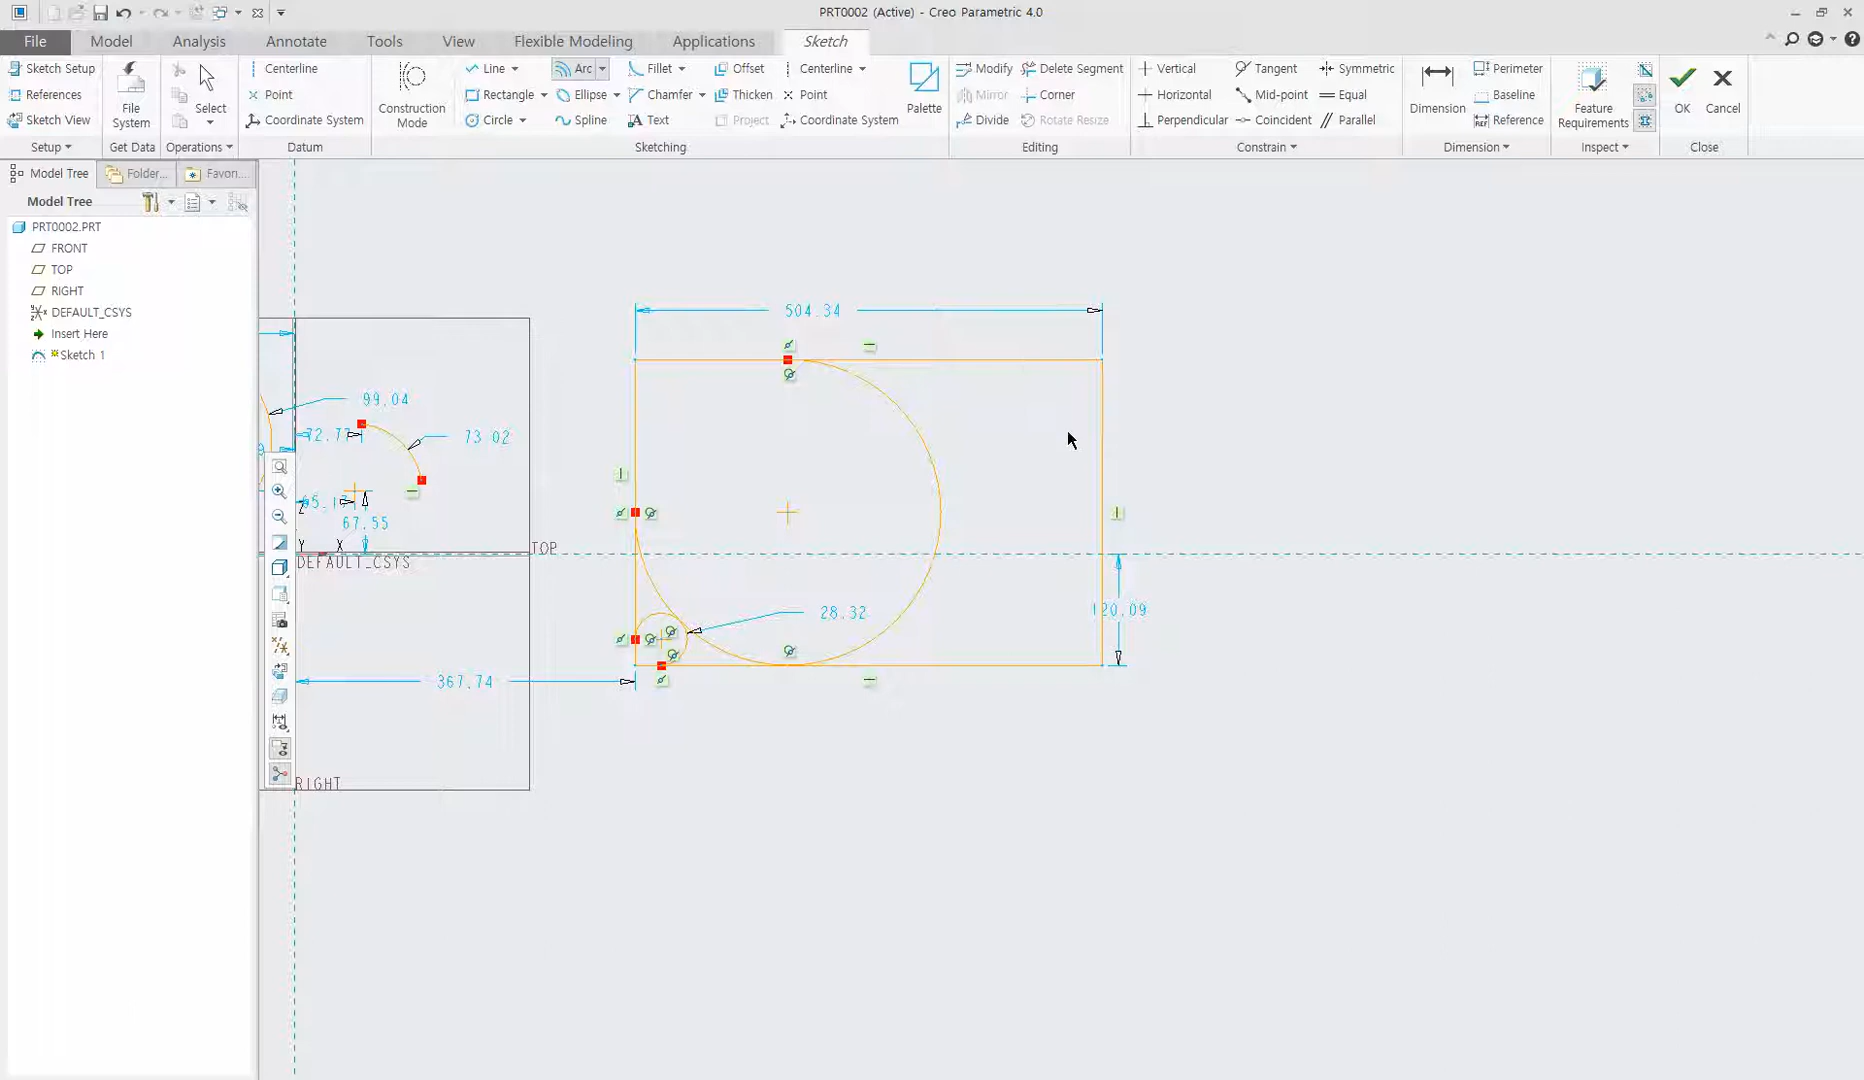 PRT0002 (Active) - Creo Parametric 4.0
File Model Analysis Annotate Tools View Flexible Modeling Applications Sketch
Sketch Setup
References
Sketch View
Setup
File System
Get Data
Select
Operations
Centerline
Point
Coordinate System
Datum
Construction Mode
Line
Rectangle
Circle
Arc
Ellipse
Spline
Fillet
Chamfer
Text
Offset
Thicken
Project
Centerline
Point
Coordinate System
Palette
Sketching
Modify
Mirror
Divide
Delete Segment
Corner
Rotate Resize
Editing
Vertical
Horizontal
Perpendicular
Tangent
Mid-point
Coincident
Symmetric
Equal
Parallel
Constrain
Dimension
Perimeter
Baseline
Reference
Dimension
Feature Requirements
Inspect
OK
Cancel
Close
Model Tree
Folder...
Favori...
Model Tree
PRT0002.PRT
FRONT
TOP
RIGHT
DEFAULT_CSYS
Insert Here
Sketch 1
504.34
99.04
72.77
73.02
67.55
Y X
TOP
DEFAULT_CSYS
120.09
28.32
367.74
RIGHT